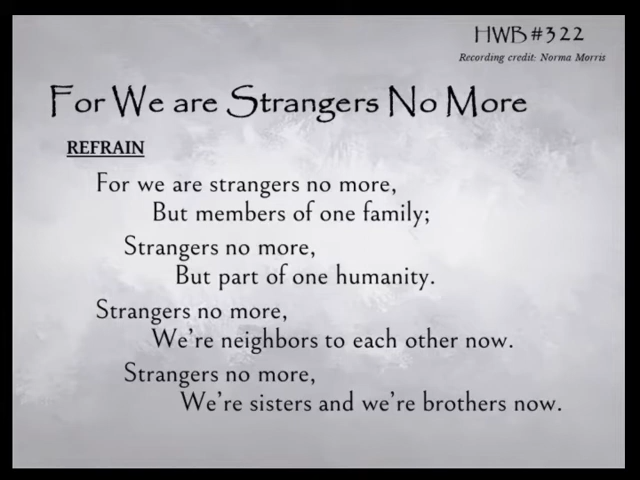 HWB#322
Recording credit: Norma Morris
For We are Strangers No More
REFRAIN
For we are strangers no more,
But members of one family;
Strangers no more,
But part of one humanity.
Strangers no more,
We're neighbors to each other now.
Strangers no more,
We're sisters and we're brothers now.